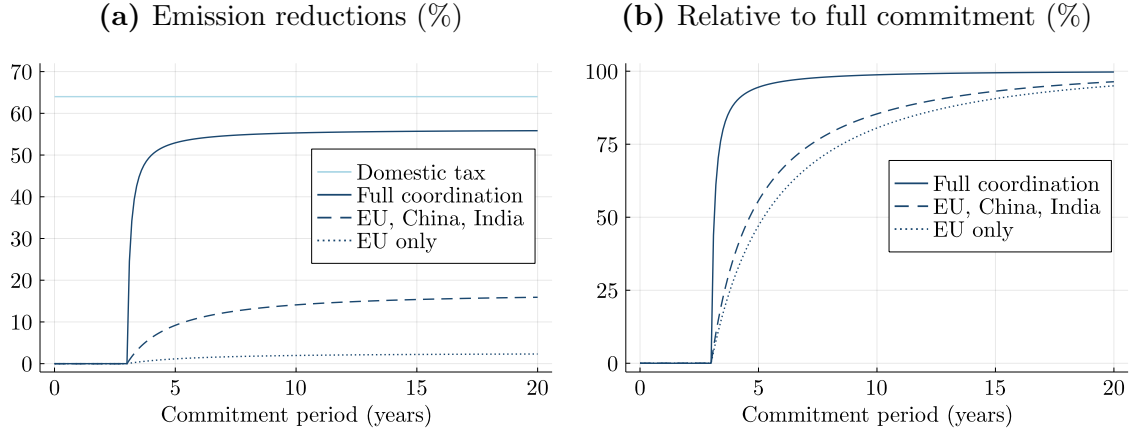 (a) Emission reductions (%)
70
60
50
40
30
20
10
0
Domestic tax
Full coordination
EU, China, India
EU only
0 5 10 15 20
Commitment period (years)
(b) Relative to full commitment (%)
100
75
50
25
0
Full coordination
EU, China, India
EU only
0 5 10 15 20
Commitment period (years)